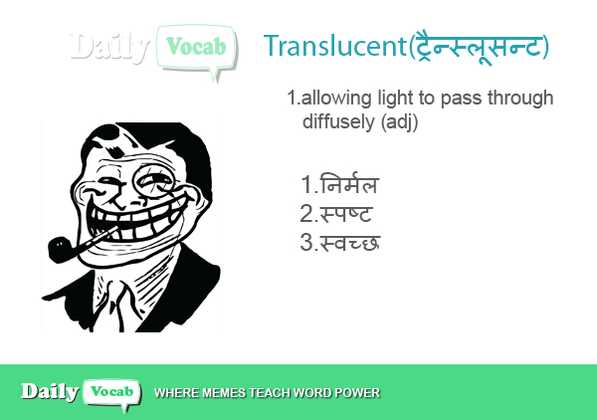 Daily Vocab Translucent(ट्रैन्स्लूसन्ट)
1.allowing light to pass through
diffusely (adj)
1.निर्मल
2.स्पष्ट
3.स्वच्छ
Daily Vocab WHERE MEMES TEACH WORD POWER